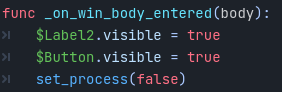 func _on_win_body_entered(body):
$Label2.visible = true
$Button.visible = true
set_process(false)